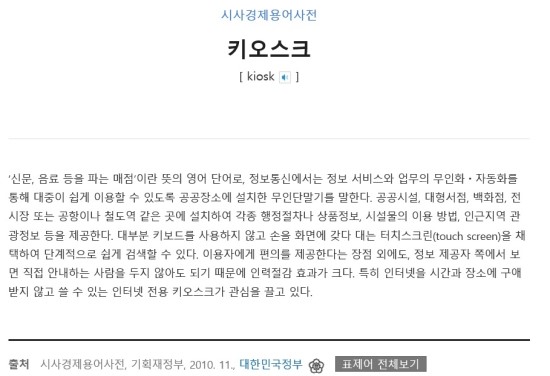 시사경제용어사전
키오스크
[ kiosk ]
‘신문, 음료 등을 파는 매점’이란 뜻의 영어 단어로, 정보통신에서는 정보 서비스와 업무의 무인화・자동화를
통해 대중이 쉽게 이용할 수 있도록 공공장소에 설치한 무인단말기를 말한다. 공공시설, 대형서점, 백화점, 전
시장 또는 공항이나 철도역 같은 곳에 설치하여 각종 행정절차나 상품정보, 시설물의 이용 방법, 인근지역 관
광정보 등을 제공한다. 대부분 키보드를 사용하지 않고 손을 화면에 갖다 대는 터치스크린(touch screen)을 채
택하여 단계적으로 쉽게 검색할 수 있다. 이용자에게 편의를 제공한다는 장점 외에도, 정보 제공자 쪽에서 보
면 직접 안내하는 사람을 두지 않아도 되기 때문에 인력절감 효과가 크다. 특히 인터넷을 시간과 장소에 구애
받지 않고 쓸 수 있는 인터넷 전용 키오스크가 관심을 끌고 있다.
출처 시사경제용어사전, 기획재정부, 2010. 11., 대한민국정부 표제어 전체보기